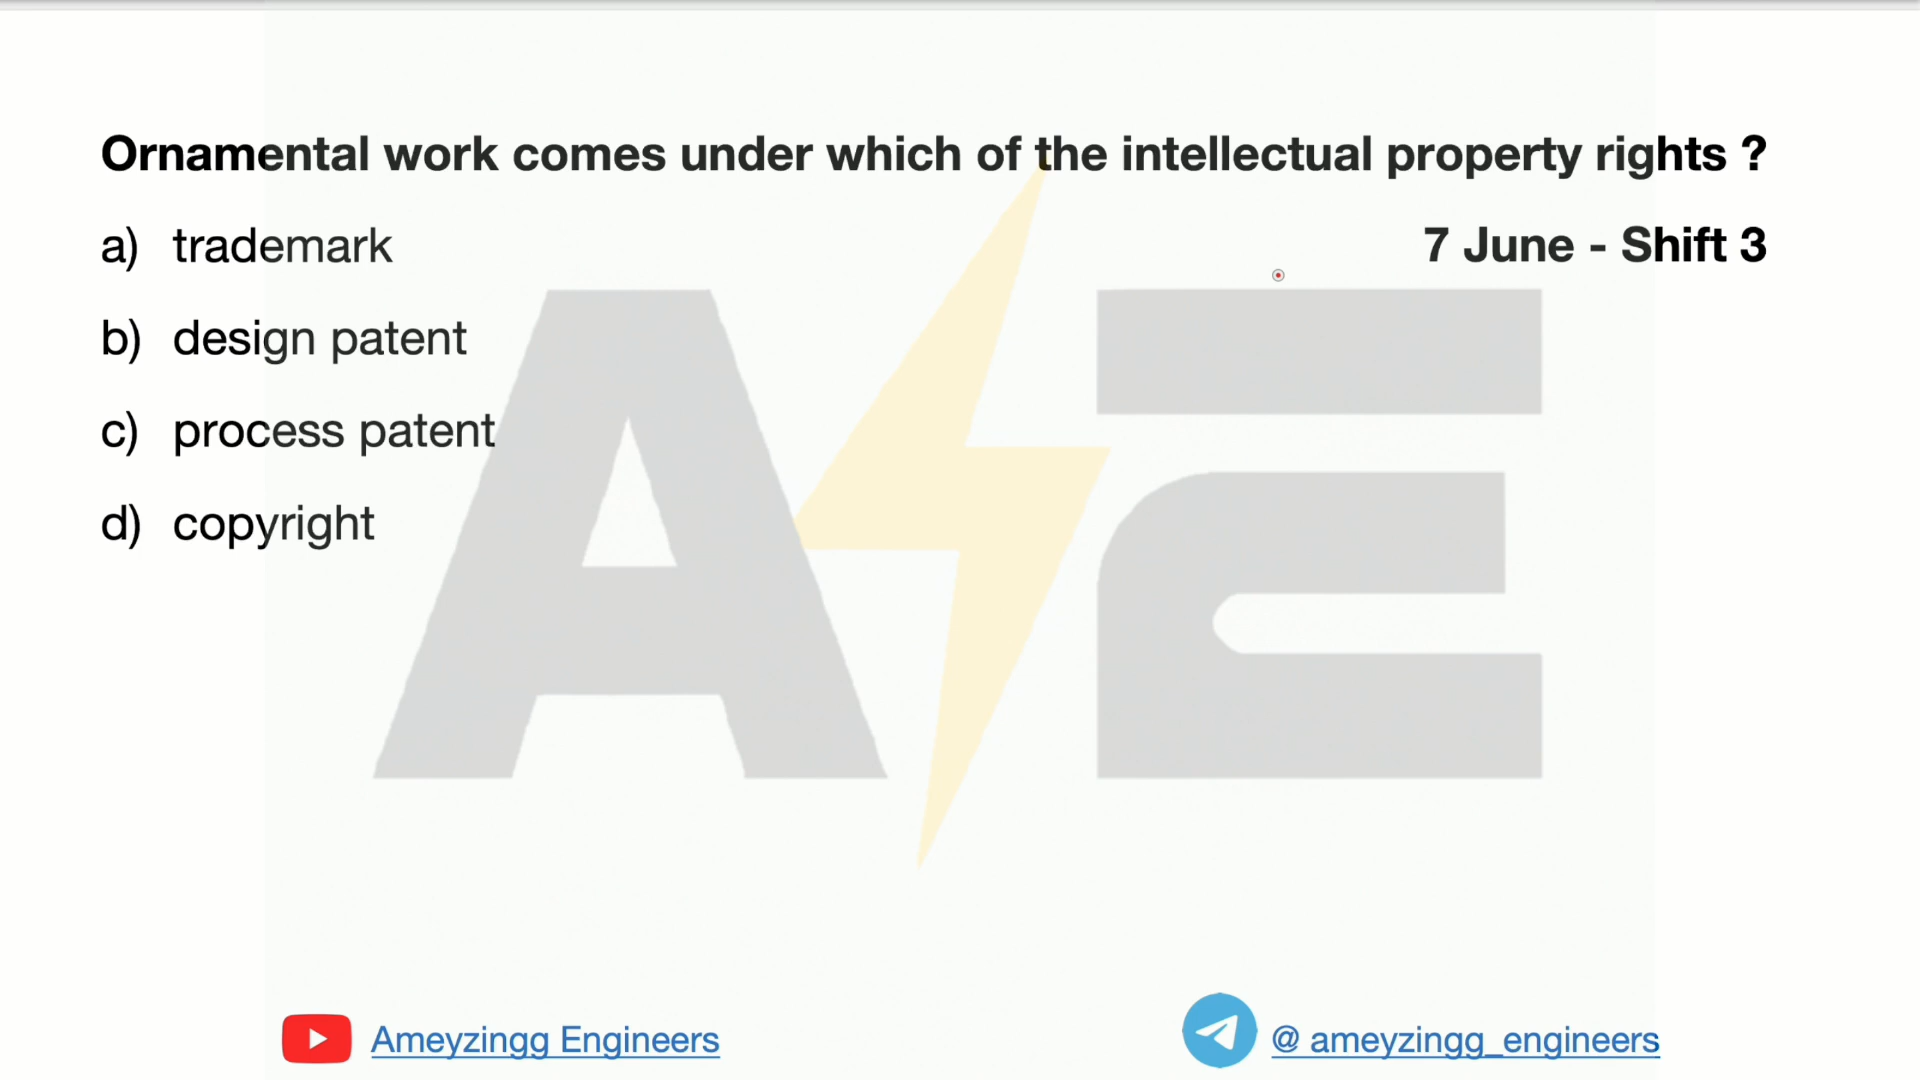 Ornamental work comes under which of the intellectual property rights ?
a) trademark
7 June - Shift 3
b) design patent
c) process patent
d) copyright
Ameyzingg Engineers
@ ameyzingg_engineers